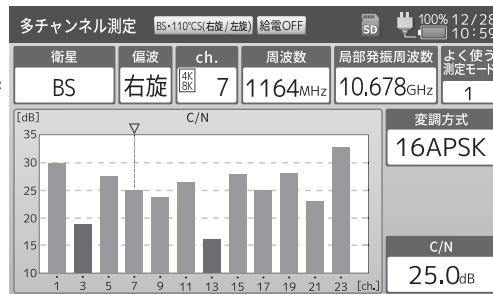 多チャンネル測定 BS・110°CS(右旋/左旋) 給電OFF SD 100% 12/28
10:59
衛星 偏波 ch. 周波数 局部発振周波数 よく使う
測定モード
BS 右旋 4K 8K 7 1164MHz 10.678GHz 1
[dB] C/N 変調方式
16APSK
35
30
25
20
15
10
1 3 5 7 9 11 13 15 17 19 21 23 [ch.]
C/N
25.0dB